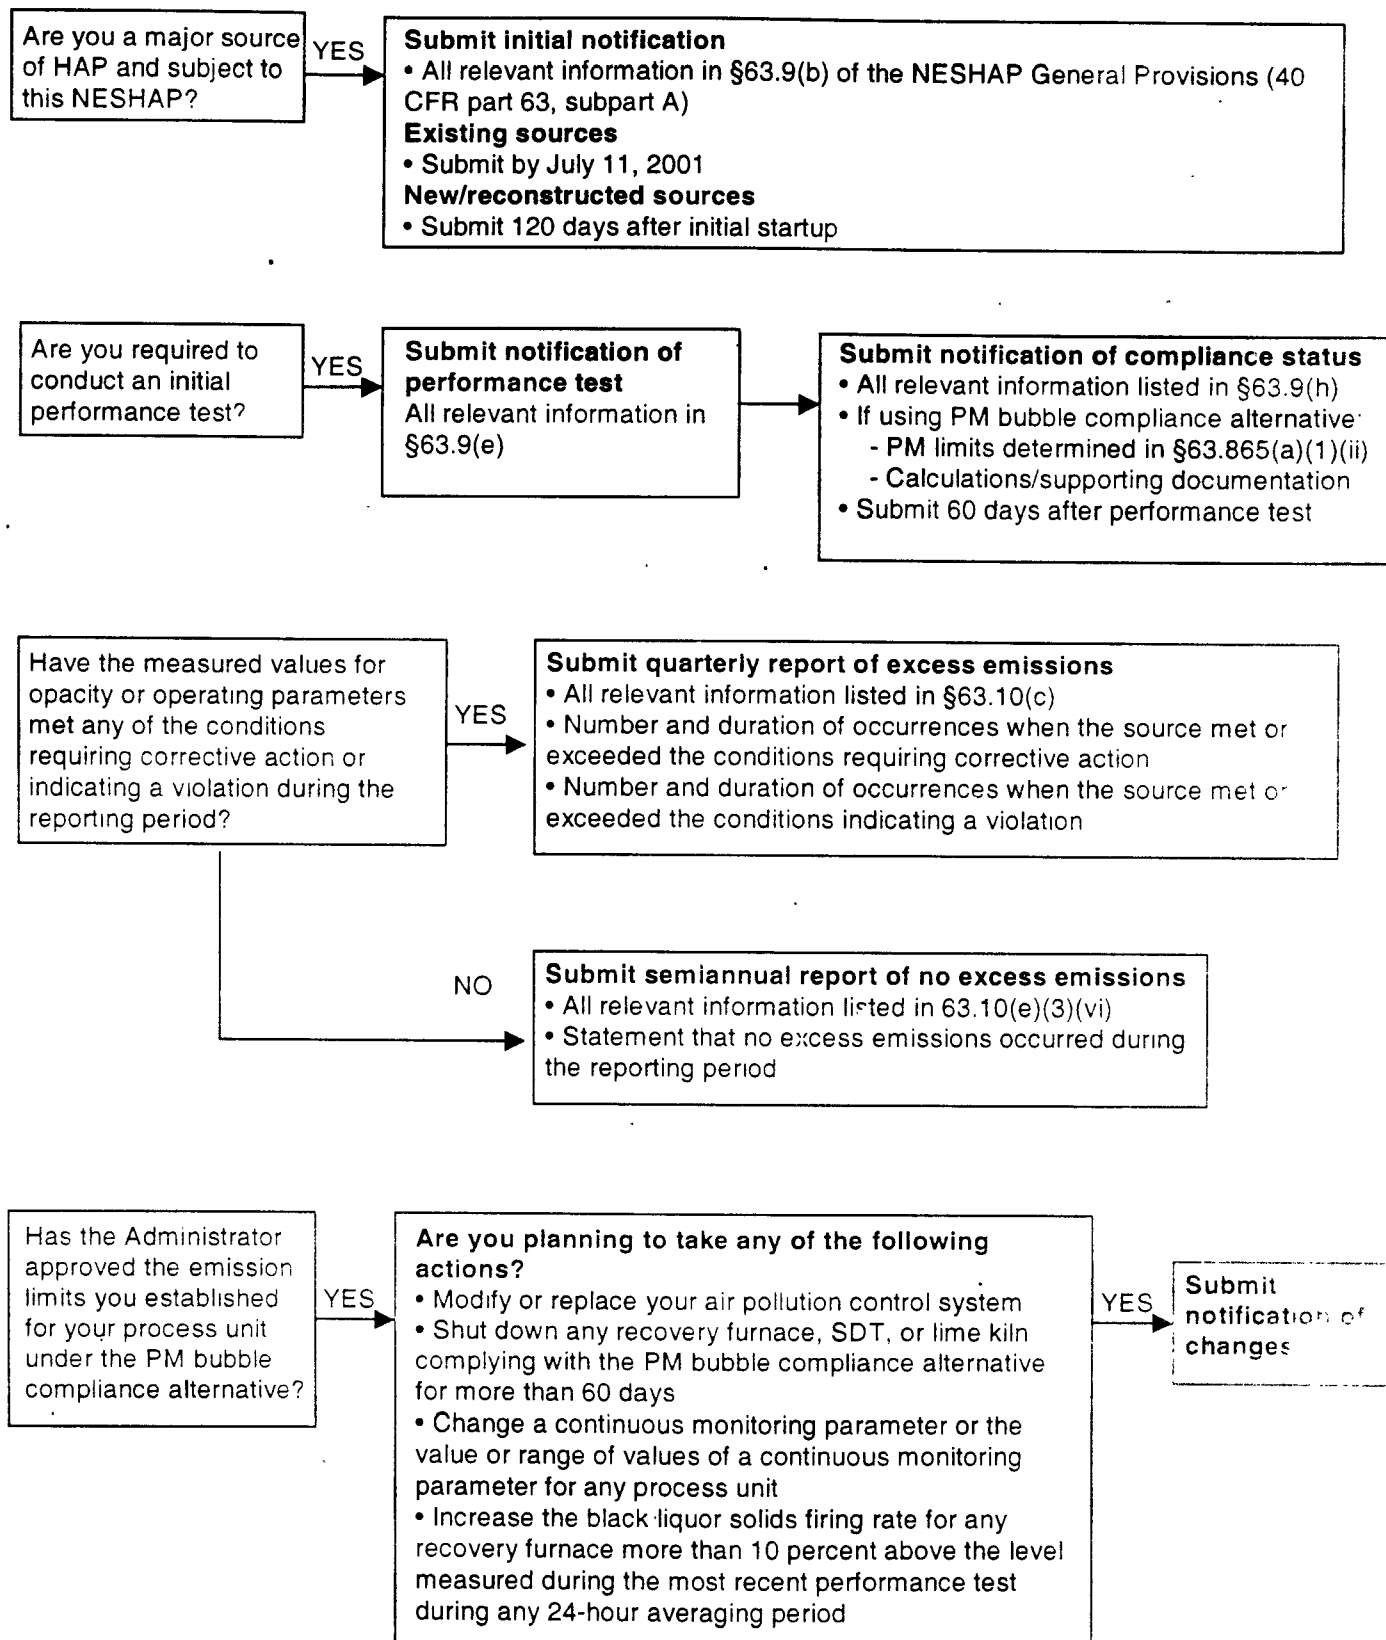 Are you a major source
of HAP and subject to
this NESHAP?
YES
Submit initial notification
• All relevant information in §63.9(b) of the NESHAP General Provisions (40
CFR part 63, subpart A)
Existing sources
• Submit by July 11, 2001
New/reconstructed sources
• Submit 120 days after initial startup
Are you required to
conduct an initial
performance test?
YES
Submit notification of
performance test
All relevant information in
§63.9(e)
Submit notification of compliance status
• All relevant information listed in §63.9(h)
• If using PM bubble compliance alternative
- PM limits determined in §63.865(a)(1)(ii)
- Calculations/supporting documentation
• Submit 60 days after performance test
Have the measured values for
opacity or operating parameters
met any of the conditions
requiring corrective action or
indicating a violation during the
reporting period?
YES
Submit quarterly report of excess emissions
• All relevant information listed in §63.10(c)
• Number and duration of occurrences when the source met or
exceeded the conditions requiring corrective action
• Number and duration of occurrences when the source met or
exceeded the conditions indicating a violation
NO
Submit semiannual report of no excess emissions
• All relevant information listed in 63.10(e)(3)(vi)
• Statement that no excess emissions occurred during
the reporting period
Has the Administrator
approved the emission
limits you established
for your process unit
under the PM bubble
compliance alternative?
YES
Are you planning to take any of the following
actions?
• Modify or replace your air pollution control system
• Shut down any recovery furnace, SDT, or lime kiln
complying with the PM bubble compliance alternative
for more than 60 days
• Change a continuous monitoring parameter or the
value or range of values of a continuous monitoring
parameter for any process unit
• Increase the black liquor solids firing rate for any
recovery furnace more than 10 percent above the level
measured during the most recent performance test
during any 24-hour averaging period
YES
Submit
notification of
changes